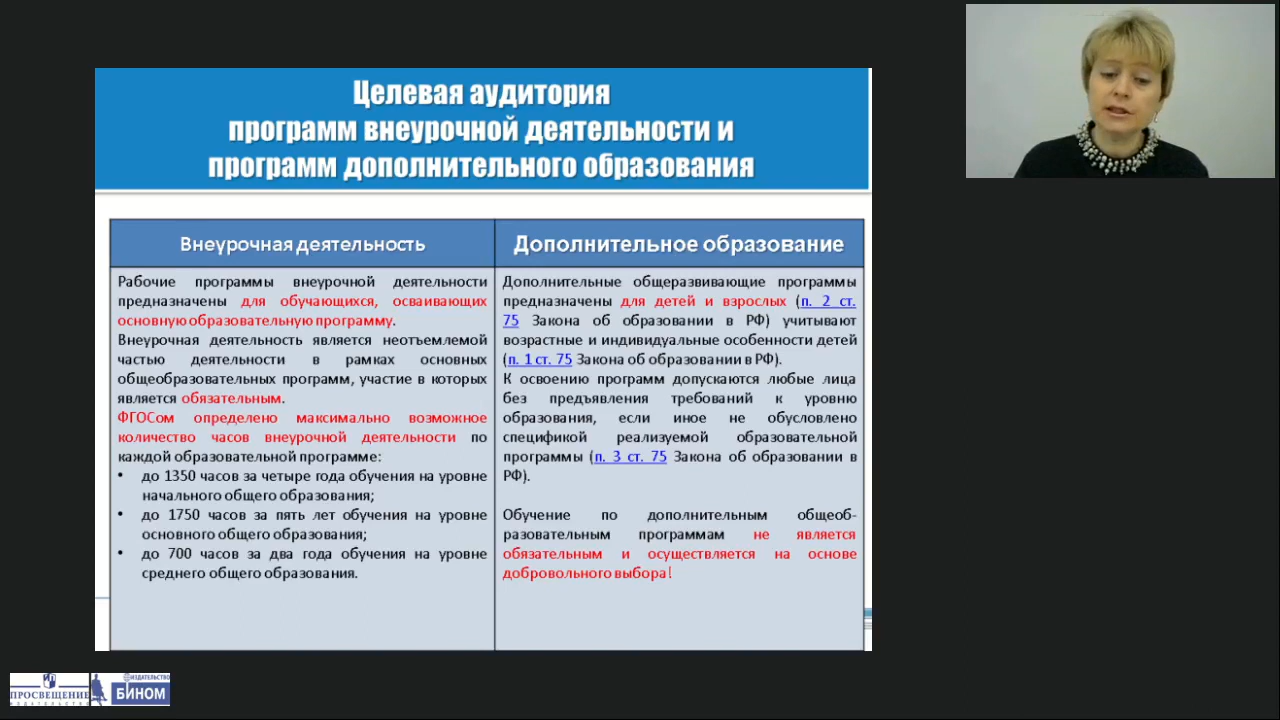 Целевая аудитория
программ внеурочной деятельности и
программ дополнительного образования
Внеурочная деятельность
Рабочие программы внеурочной деятельности
предназначены для обучающихся, осваивающих
основную образовательную программу.
Внеурочная деятельность является неотъемлемой
частью деятельности в рамках основных
общеобразовательных программ, участие в которых
является обязательным.
ФГОСом определено максимально возможное
количество часов внеурочной деятельности по
каждой образовательной программе:
• до 1350 часов за четыре года обучения на уровне
начального общего образования;
• до 1750 часов за пять лет обучения на уровне
основного общего образования;
• до 700 часов за два года обучения на уровне
среднего общего образования.
Дополнительное образование
Дополнительные общеразвивающие программы
предназначены для детей и взрослых (п. 2 ст.
75 Закона об образовании в РФ) учитывают
возрастные и индивидуальные особенности детей
(п. 1 ст. 75 Закона об образовании в РФ).
К освоению программ допускаются любые лица
без предъявления требований к уровню
образования, если иное не обусловлено
спецификой реализуемой образовательной
программы (п. 3 ст. 75 Закона об образовании в
РФ).
Обучение по дополнительным общеоб-
разовательным программам не является
обязательным и осуществляется на основе
добровольного выбора!
ПРОСВЕЩЕНИЕ
ИЗДАТЕЛЬСТВО
ИЗДАТЕЛЬСТВО
БИНОМ